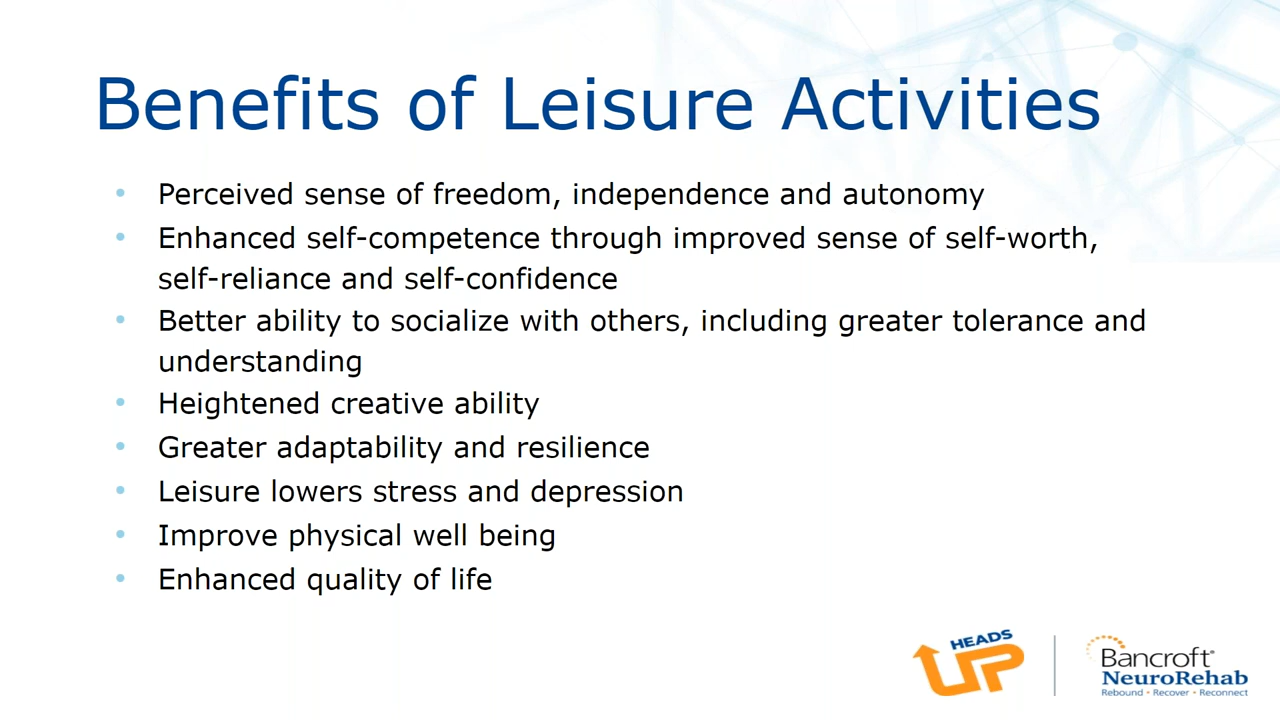 Benefits of Leisure Activities
• Perceived sense of freedom, independence and autonomy
• Enhanced self-competence through improved sense of self-worth,
self-reliance and self-confidence
• Better ability to socialize with others, including greater tolerance and
understanding
• Heightened creative ability
• Greater adaptability and resilience
• Leisure lowers stress and depression
• Improve physical well being
• Enhanced quality of life
HEADS
UP
Bancroft®
NeuroRehab
Rebound • Recover • Reconnect